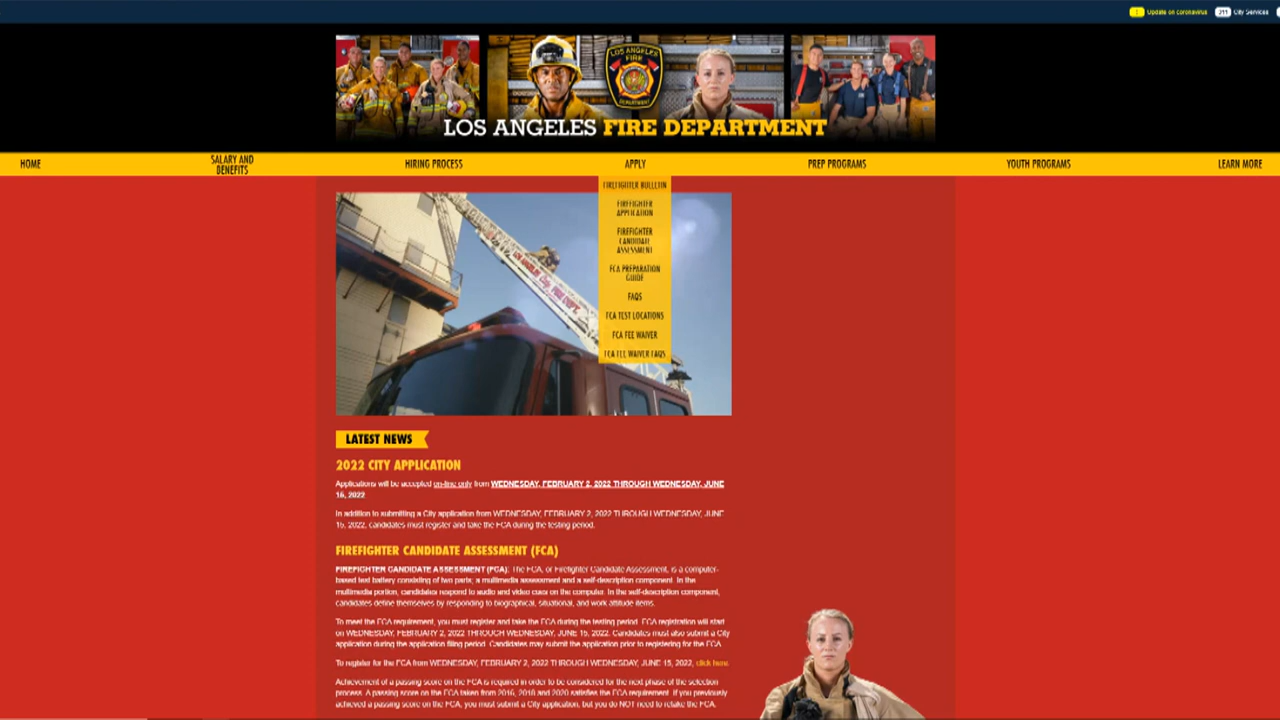 Update on coronavirus
311 City Services
LOS ANGELES
FIRE
DEPARTMENT
LOS ANGELES FIRE DEPARTMENT
HOME
SALARY AND
BENEFITS
HIRING PROCESS
APPLY
PREP PROGRAMS
YOUTH PROGRAMS
LEARN MORE
FIREFIGHTER BULLETIN
FIREFIGHTER
APPLICATION
FIREFIGHTER
CANDIDATE
ASSESSMENT
FCA PREPARATION
GUIDE
FAQS
FCA TEST LOCATIONS
FCA FEE WAIVER
FCA FEE WAIVER FAQS
LOS ANGELES City FIRE DEPT.
LATEST NEWS
2022 CITY APPLICATION
Applications will be accepted on-line only from WEDNESDAY, FEBRUARY 2, 2022 THROUGH WEDNESDAY, JUNE
15, 2022
In addition to submitting a City application from WEDNESDAY, FEBRUARY 2, 2022 THROUGH WEDNESDAY, JUNE
15, 2022, candidates must register and take the FCA during the testing period.
FIREFIGHTER CANDIDATE ASSESSMENT (FCA)
FIREFIGHTER CANDIDATE ASSESSMENT (FCA): The FCA, or Firefighter Candidate Assessment, is a computer-
based test battery consisting of two parts; a multimedia assessment and a self-description component. In the
multimedia portion, candidates respond to audio and video cues on the computer. In the self-description component,
candidates define themselves by responding to biographical, situational, and work attitude items.
To meet the FCA requirement, you must register and take the FCA during the testing period. FCA registration will start
on WEDNESDAY, FEBRUARY 2, 2022 THROUGH WEDNESDAY, JUNE 15, 2022. Candidates must also submit a City
application during the application filing period. Candidates may submit the application prior to registering for the FCA.
To register for the FCA from WEDNESDAY, FEBRUARY 2, 2022 THROUGH WEDNESDAY, JUNE 15, 2022, click here.
Achievement of a passing score on the FCA is required in order to be considered for the next phase of the selection
process. A passing score on the FCA taken from 2016, 2018 and 2020 satisfies the FCA requirement. If you previously
achieved a passing score on the FCA, you must submit a City application, but you do NOT need to retake the FCA.